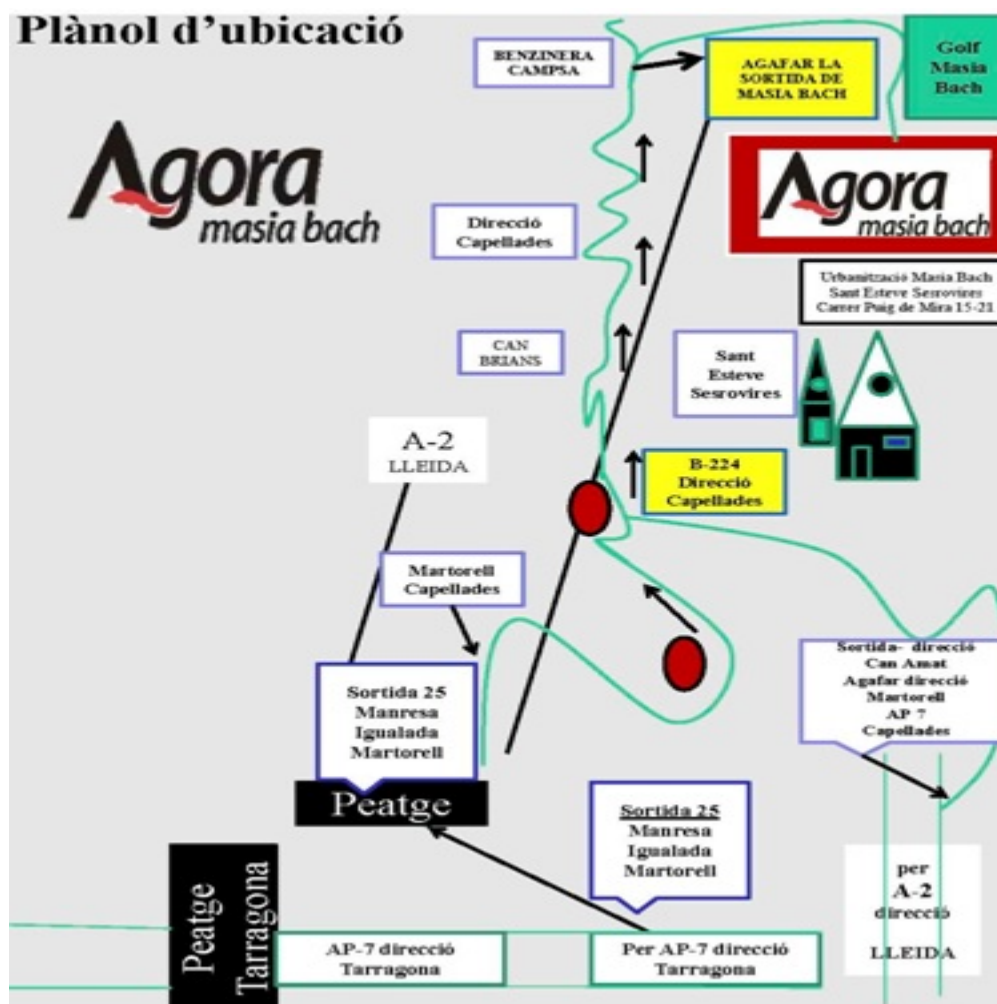 Plànol d'ubicació
BENZINERA
CAMPSA
AGAFAR LA
SORTIDA DE
MASIA BACH
Golf
Masia
Bach
Agora
masia bach
Agora
masia bach
Direcció
Capellades
Urbanització Masia Bach
Sant Esteve Sesrovires
Carrer Puig de Mira 15-21
CAN
BRIANS
Sant
Esteve
Sesrovires
A-2
LLEIDA
B-224
Direcció
Capellades
Martorell
Capellades
Sortida- direcció
Can Amat
Agafar direcció
Martorell
AP 7
Capellades
Sortida 25
Manresa
Igualada
Martorell
Peatge
Sortida 25
Manresa
Igualada
Martorell
per
A-2
direcció
LLEIDA
Peatge
Tarragona
AP-7 direcció
Tarragona
Per AP-7 direcció
Tarragona